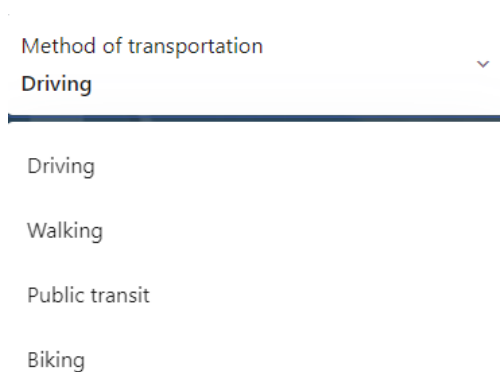 Method of transportation
Driving
Driving
Walking
Public transit
Biking